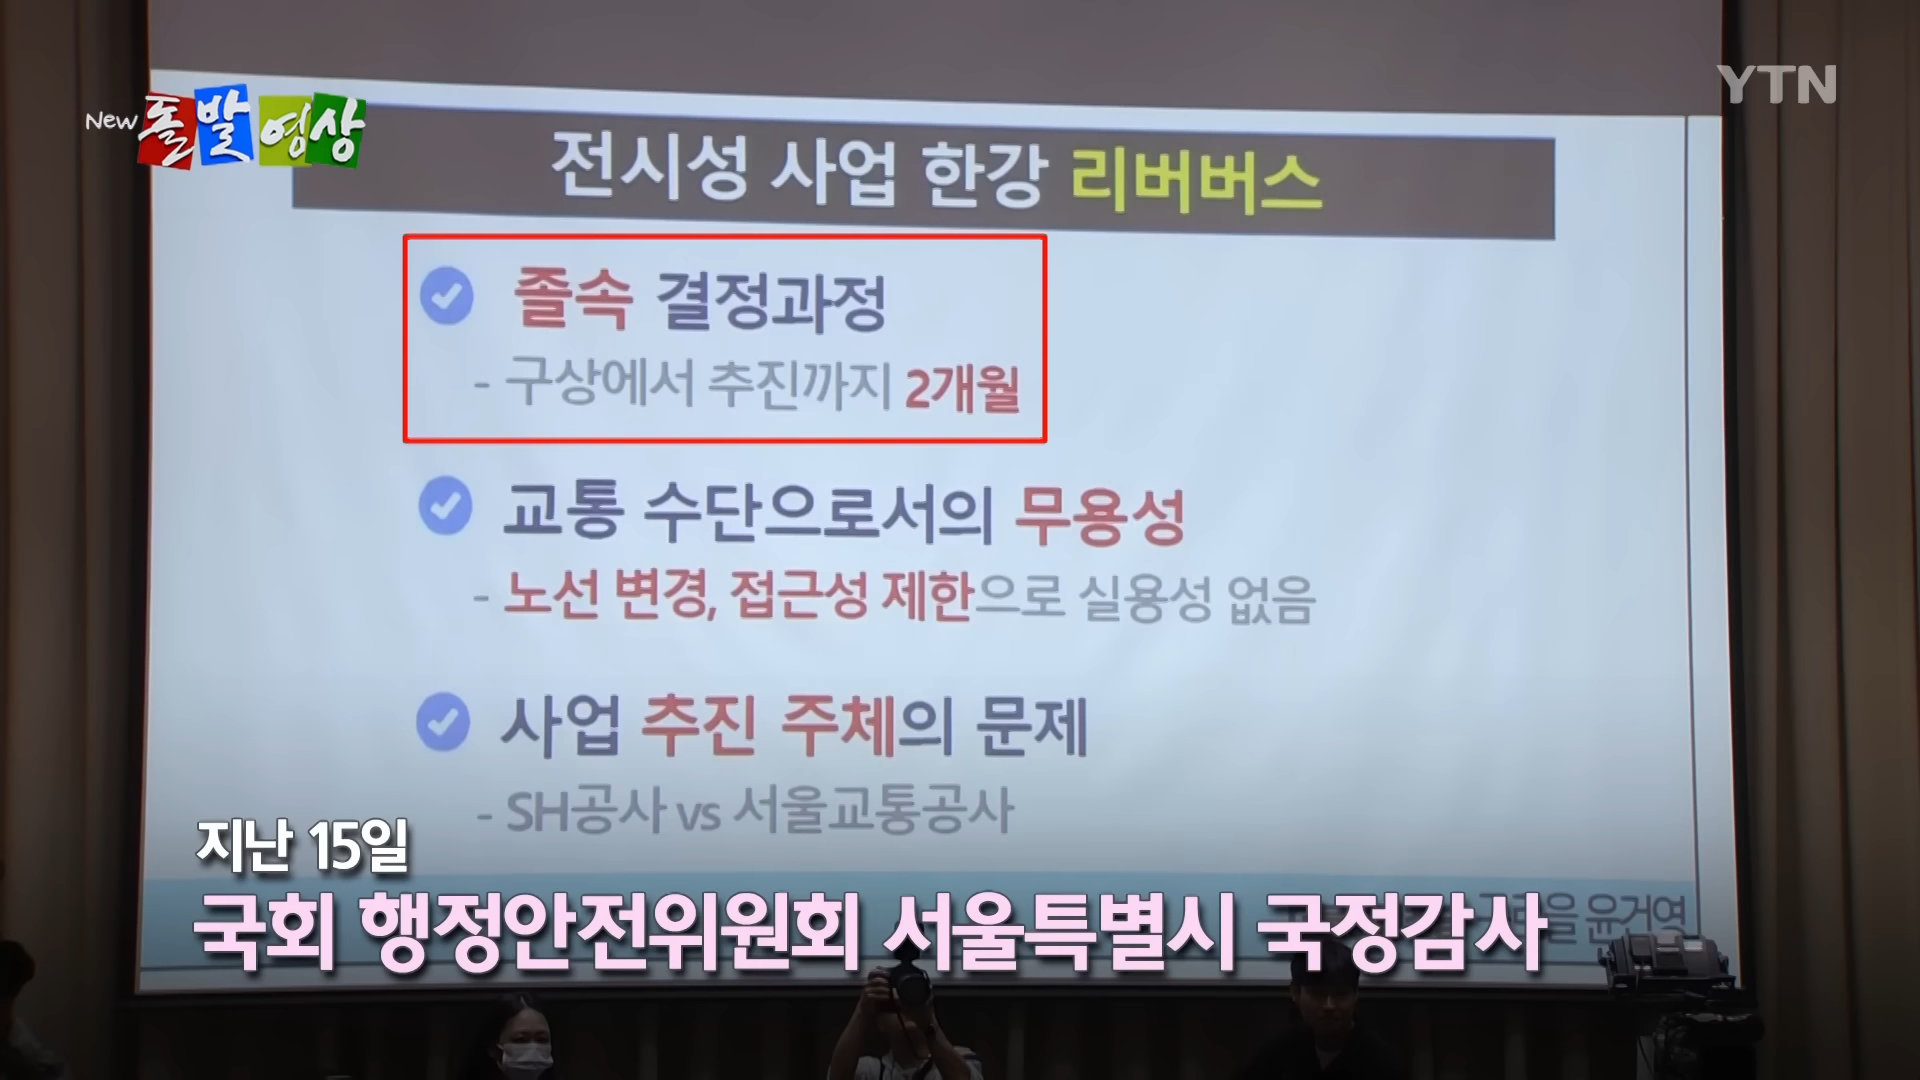 YTN
New 돌발영상
전시성 사업 한강 리버버스
졸속 결정과정
- 구상에서 추진까지 2개월
교통 수단으로서의 무용성
- 노선 변경, 접근성 제한으로 실용성 없음
사업 추진 주체의 문제
- SH공사 vs 서울교통공사
지난 15일
국회 행정안전위원회 서울특별시 국정감사
윤건영